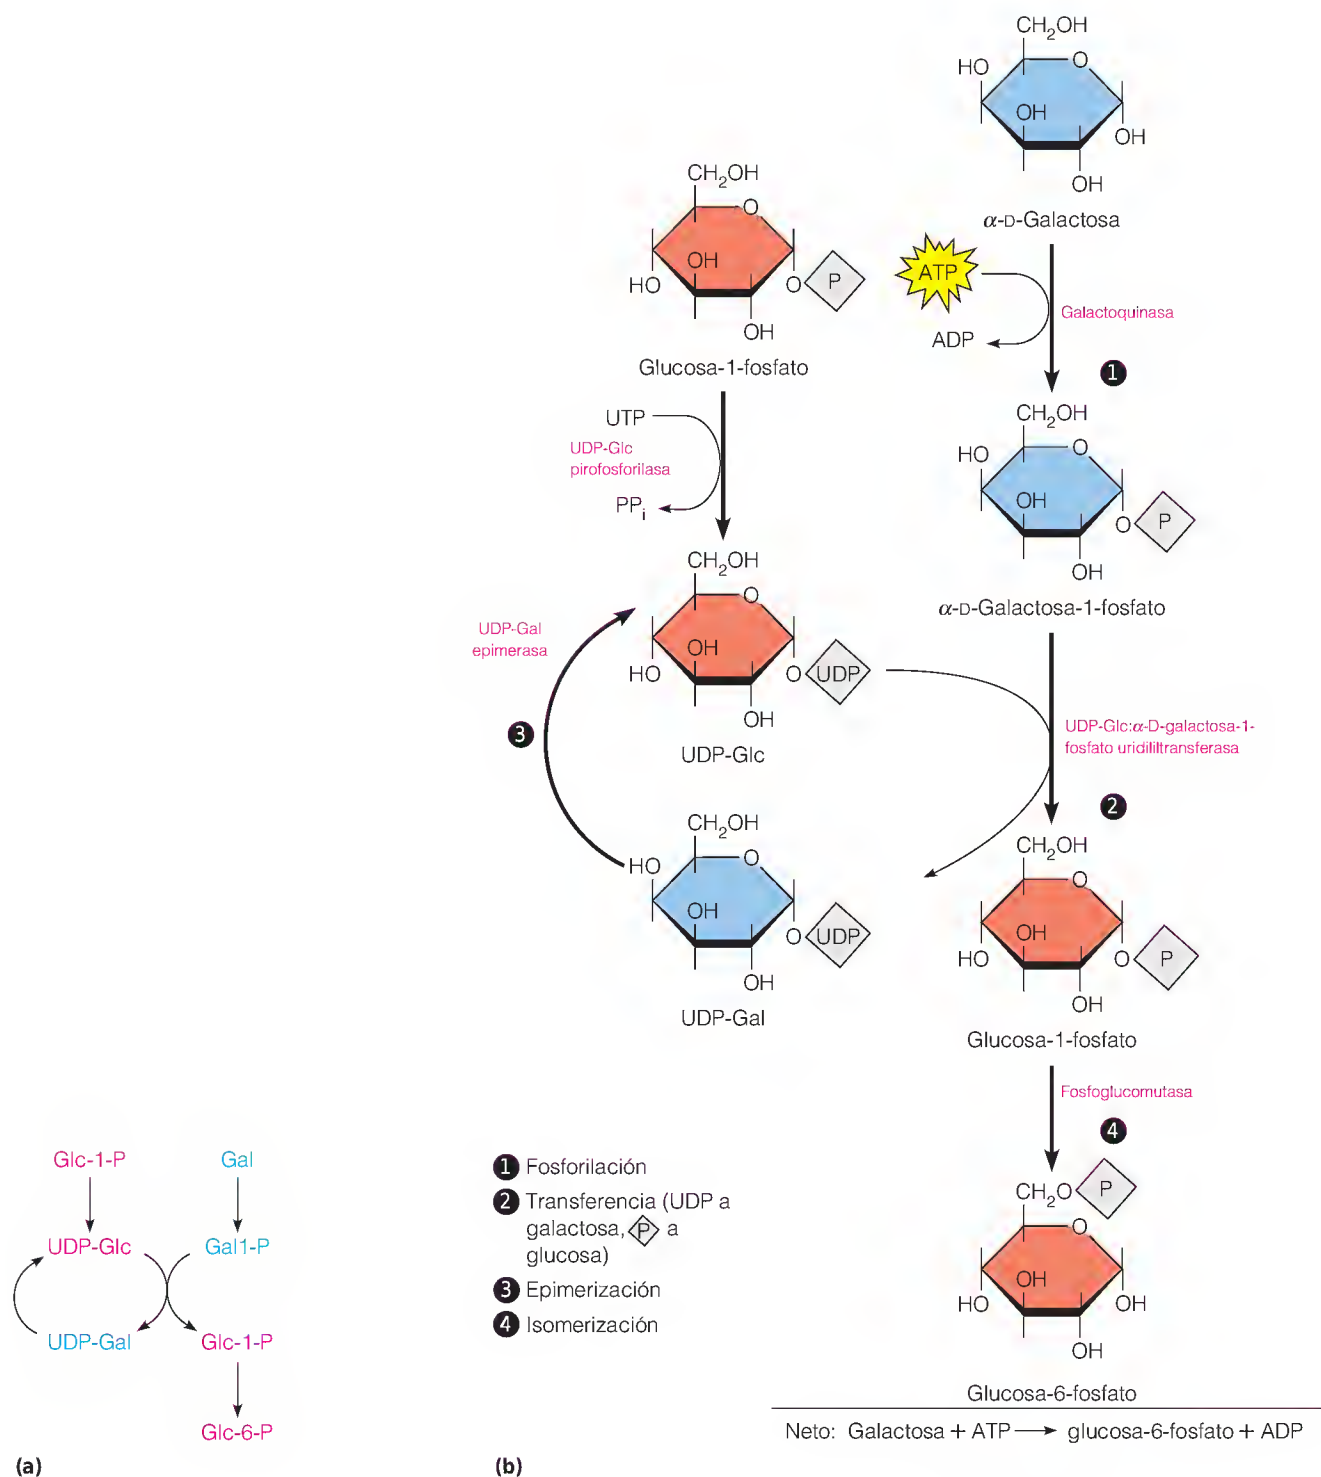 CH2OH
O
HO
OH
OH
OH
α-D-Galactosa
CH2OH
O
OH
HO
O P
OH
Glucosa-1-fosfato
ATP
ADP
Galactoquinasa
1
UTP
UDP-Glc
pirofosforilasa
PPi
CH2OH
O
HO
OH
O P
OH
α-D-Galactosa-1-fosfato
CH2OH
O
OH
HO
O UDP
OH
UDP-Glc
UDP-Gal
epimerasa
3
UDP-Glc:α-D-galactosa-1-
fosfato uridililtransferasa
2
CH2OH
HO
O
OH
O UDP
OH
UDP-Gal
CH2OH
O
OH
HO
O P
OH
Glucosa-1-fosfato
Fosfoglucomutasa
4
CH2O P
O
OH
HO
OH
OH
Glucosa-6-fosfato
Neto: Galactosa + ATP → glucosa-6-fosfato + ADP
1 Fosforilación
2 Transferencia (UDP a
galactosa, P a
glucosa)
3 Epimerización
4 Isomerización
(b)
Glc-1-P
Gal
UDP-Glc
Gal1-P
UDP-Gal
Glc-1-P
Glc-6-P
(a)